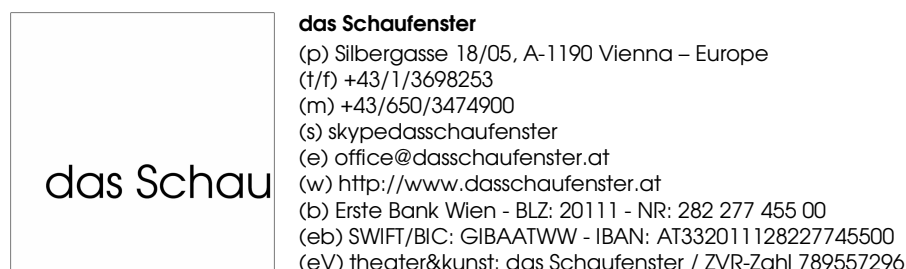 das Schau
das Schaufenster
(p) Silbergasse 18/05, A-1190 Vienna – Europe
(t/f) +43/1/3698253
(m) +43/650/3474900
(s) skypedasschaufenster
(e) office@dasschaufenster.at
(w) http://www.dasschaufenster.at
(b) Erste Bank Wien - BLZ: 20111 - NR: 282 277 455 00
(eb) SWIFT/BIC: GIBAATWW - IBAN: AT332011128227745500
(eV) theater&kunst: das Schaufenster / ZVR-Zahl 789557296